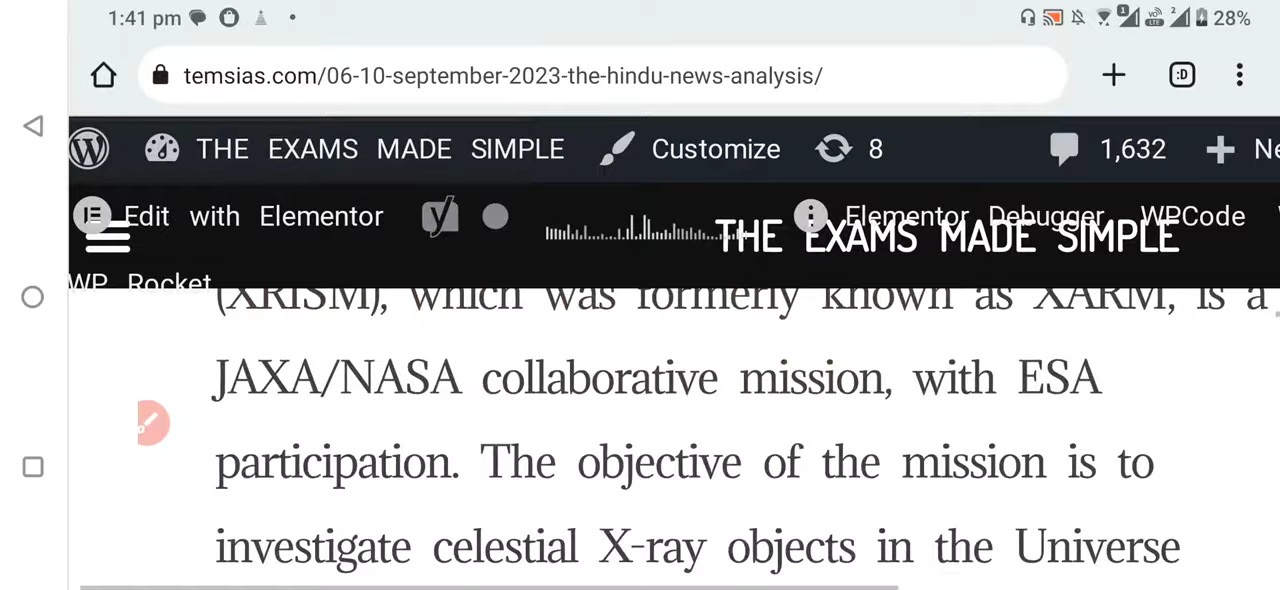 1:41 pm 28%
temsias.com/06-10-september-2023-the-hindu-news-analysis/ :D
THE EXAMS MADE SIMPLE Customize 8 1,632 Ne
Edit with Elementor Elementor Debugger WPCode
THE EXAMS MADE SIMPLE
WP Rocket
(XRISM), which was formerly known as XARM, is a
JAXA/NASA collaborative mission, with ESA
participation. The objective of the mission is to
investigate celestial X-ray objects in the Universe